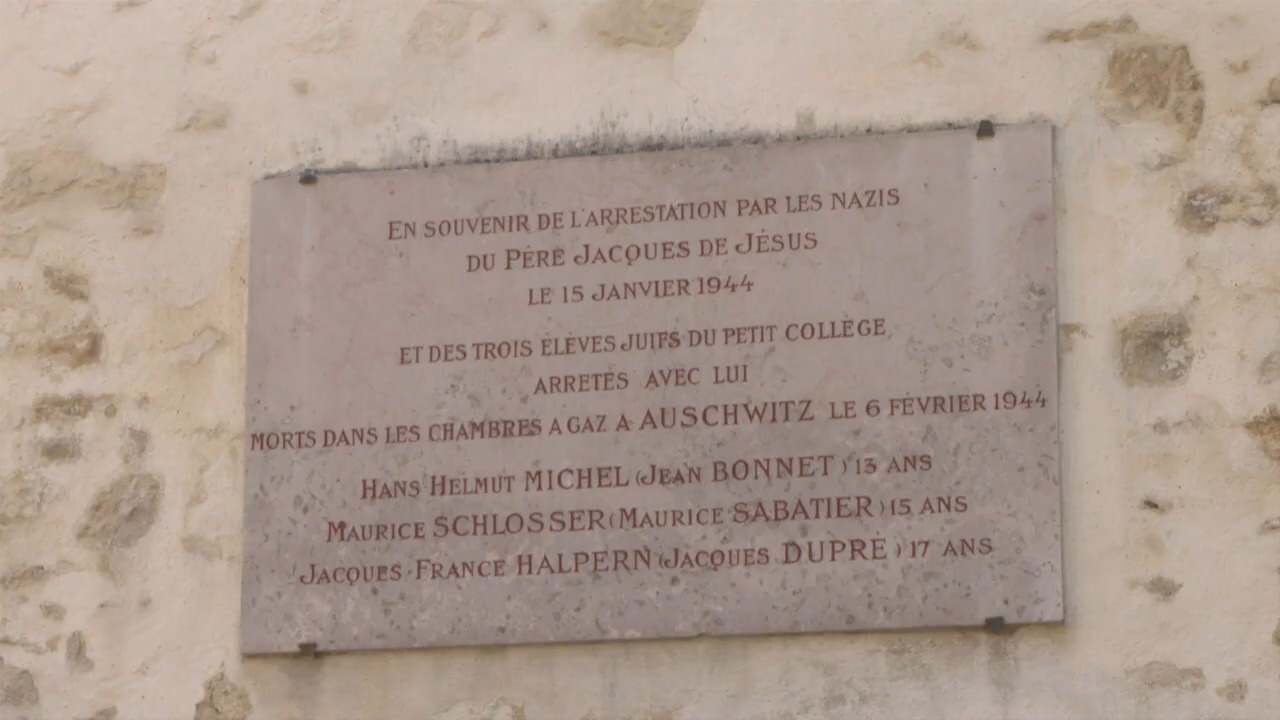 EN SOUVENIR DE L'ARRESTATION PAR LES NAZIS
DU PÈRE JACQUES DE JÉSUS
LE 15 JANVIER 1944
ET DES TROIS ÉLÈVES JUIFS DU PETIT COLLÈGE
ARRETÉS AVEC LUI
MORTS DANS LES CHAMBRES A GAZ A AUSCHWITZ LE 6 FÉVRIER 1944
HANS HELMUT MICHEL (JEAN BONNET) 13 ANS
MAURICE SCHLOSSER (MAURICE SABATIER) 15 ANS
JACQUES-FRANCE HALPERN (JACQUES DUPRÉ) 17 ANS